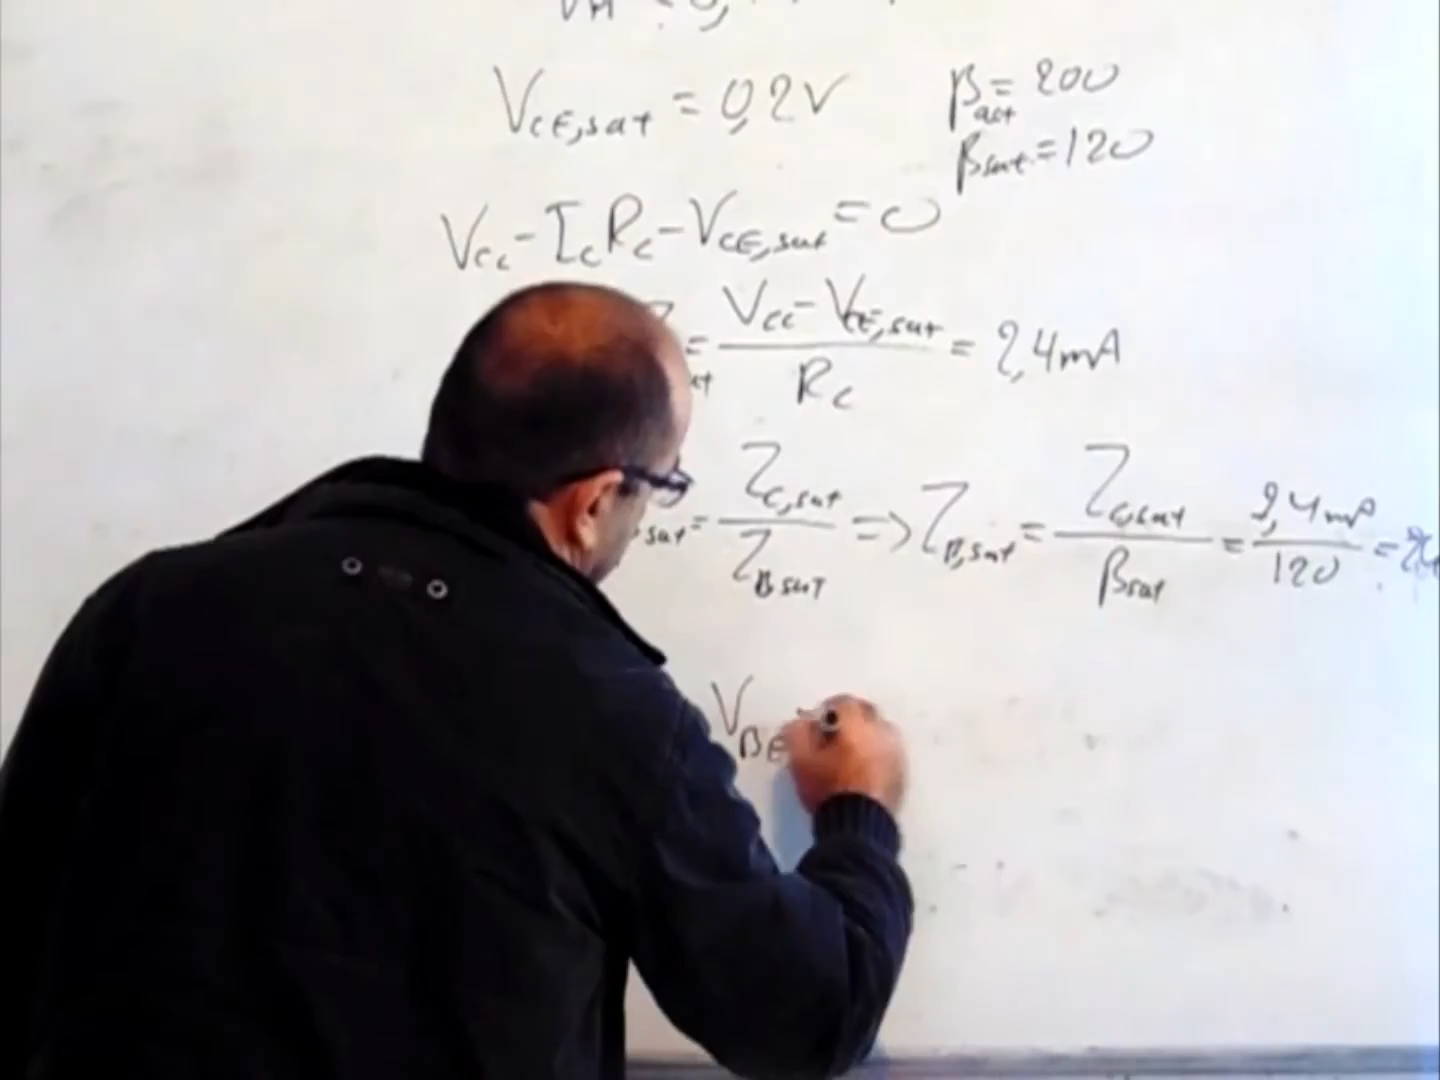 V_CE,sat = 0,2V β_act = 200
β_sat = 120
V_CC - I_C R_C - V_CE,sat = 0
= (V_CC - V_CE,sat) / R_C = 2,4mA
sat = I_C,sat / I_B sat => I_B,sat = I_C,sat / β_sat = 2,4mA / 120 =
V_BE